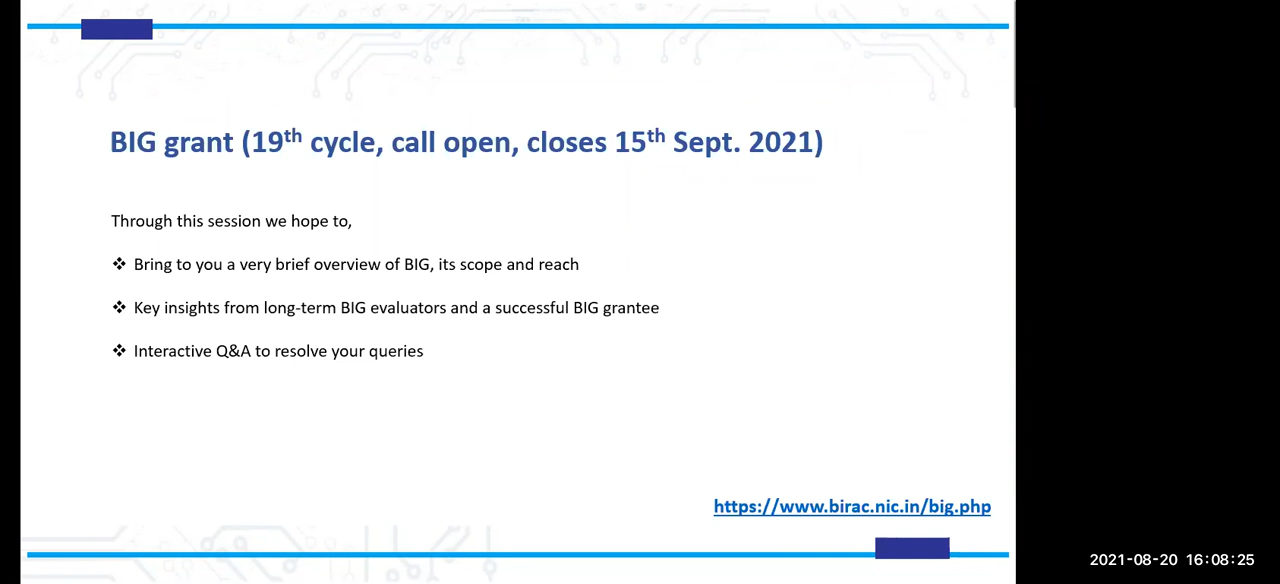 BIG grant (19th cycle, call open, closes 15th Sept. 2021)
Through this session we hope to,
❖ Bring to you a very brief overview of BIG, its scope and reach
❖ Key insights from long-term BIG evaluators and a successful BIG grantee
❖ Interactive Q&A to resolve your queries
https://www.birac.nic.in/big.php
2021-08-20 16:08:25